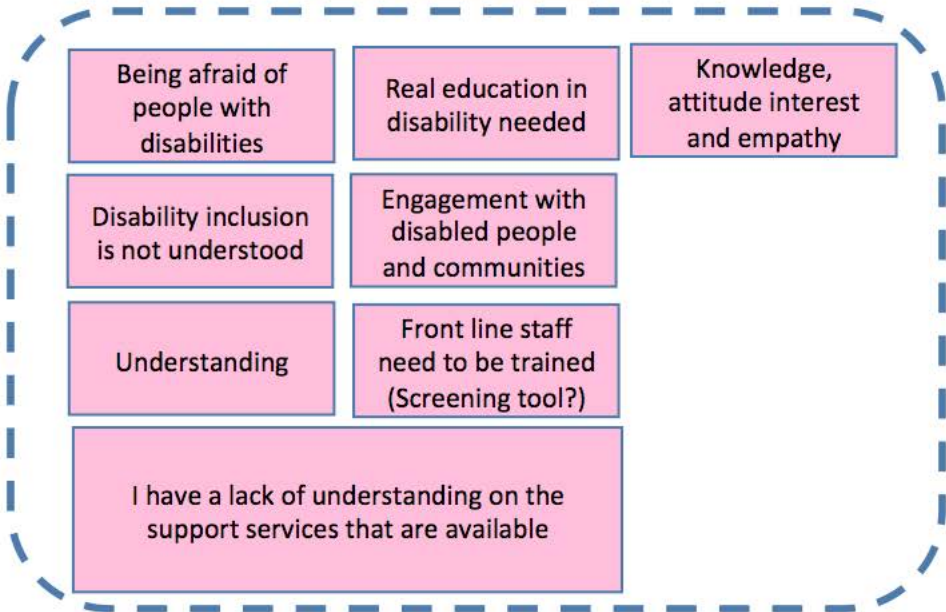 Being afraid of
people with
disabilities
Real education in
disability needed
Knowledge,
attitude interest
and empathy
Disability inclusion
is not understood
Engagement with
disabled people
and communities
Understanding
Front line staff
need to be trained
(Screening tool?)
I have a lack of understanding on the
support services that are available